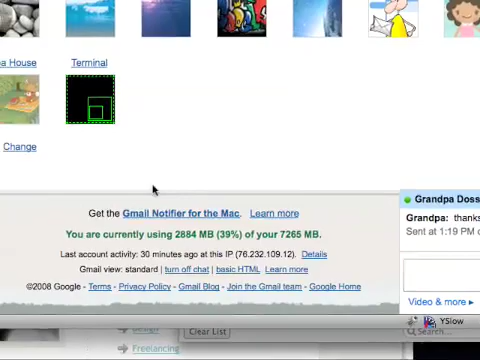 ea House
Terminal
Change
Get the Gmail Notifier for the Mac. Learn more
You are currently using 2884 MB (39%) of your 7265 MB.
Last account activity: 30 minutes ago at this IP (76.232.109.12). Details
Gmail view: standard | turn off chat | basic HTML Learn more
©2008 Google - Terms - Privacy Policy - Gmail Blog - Join the Gmail team - Google Home
Grandpa Doss
Grandpa: thanks
Sent at 1:19 PM o
Video & more ▸
YSlow
Design
Clear List
Search...
Freelancing